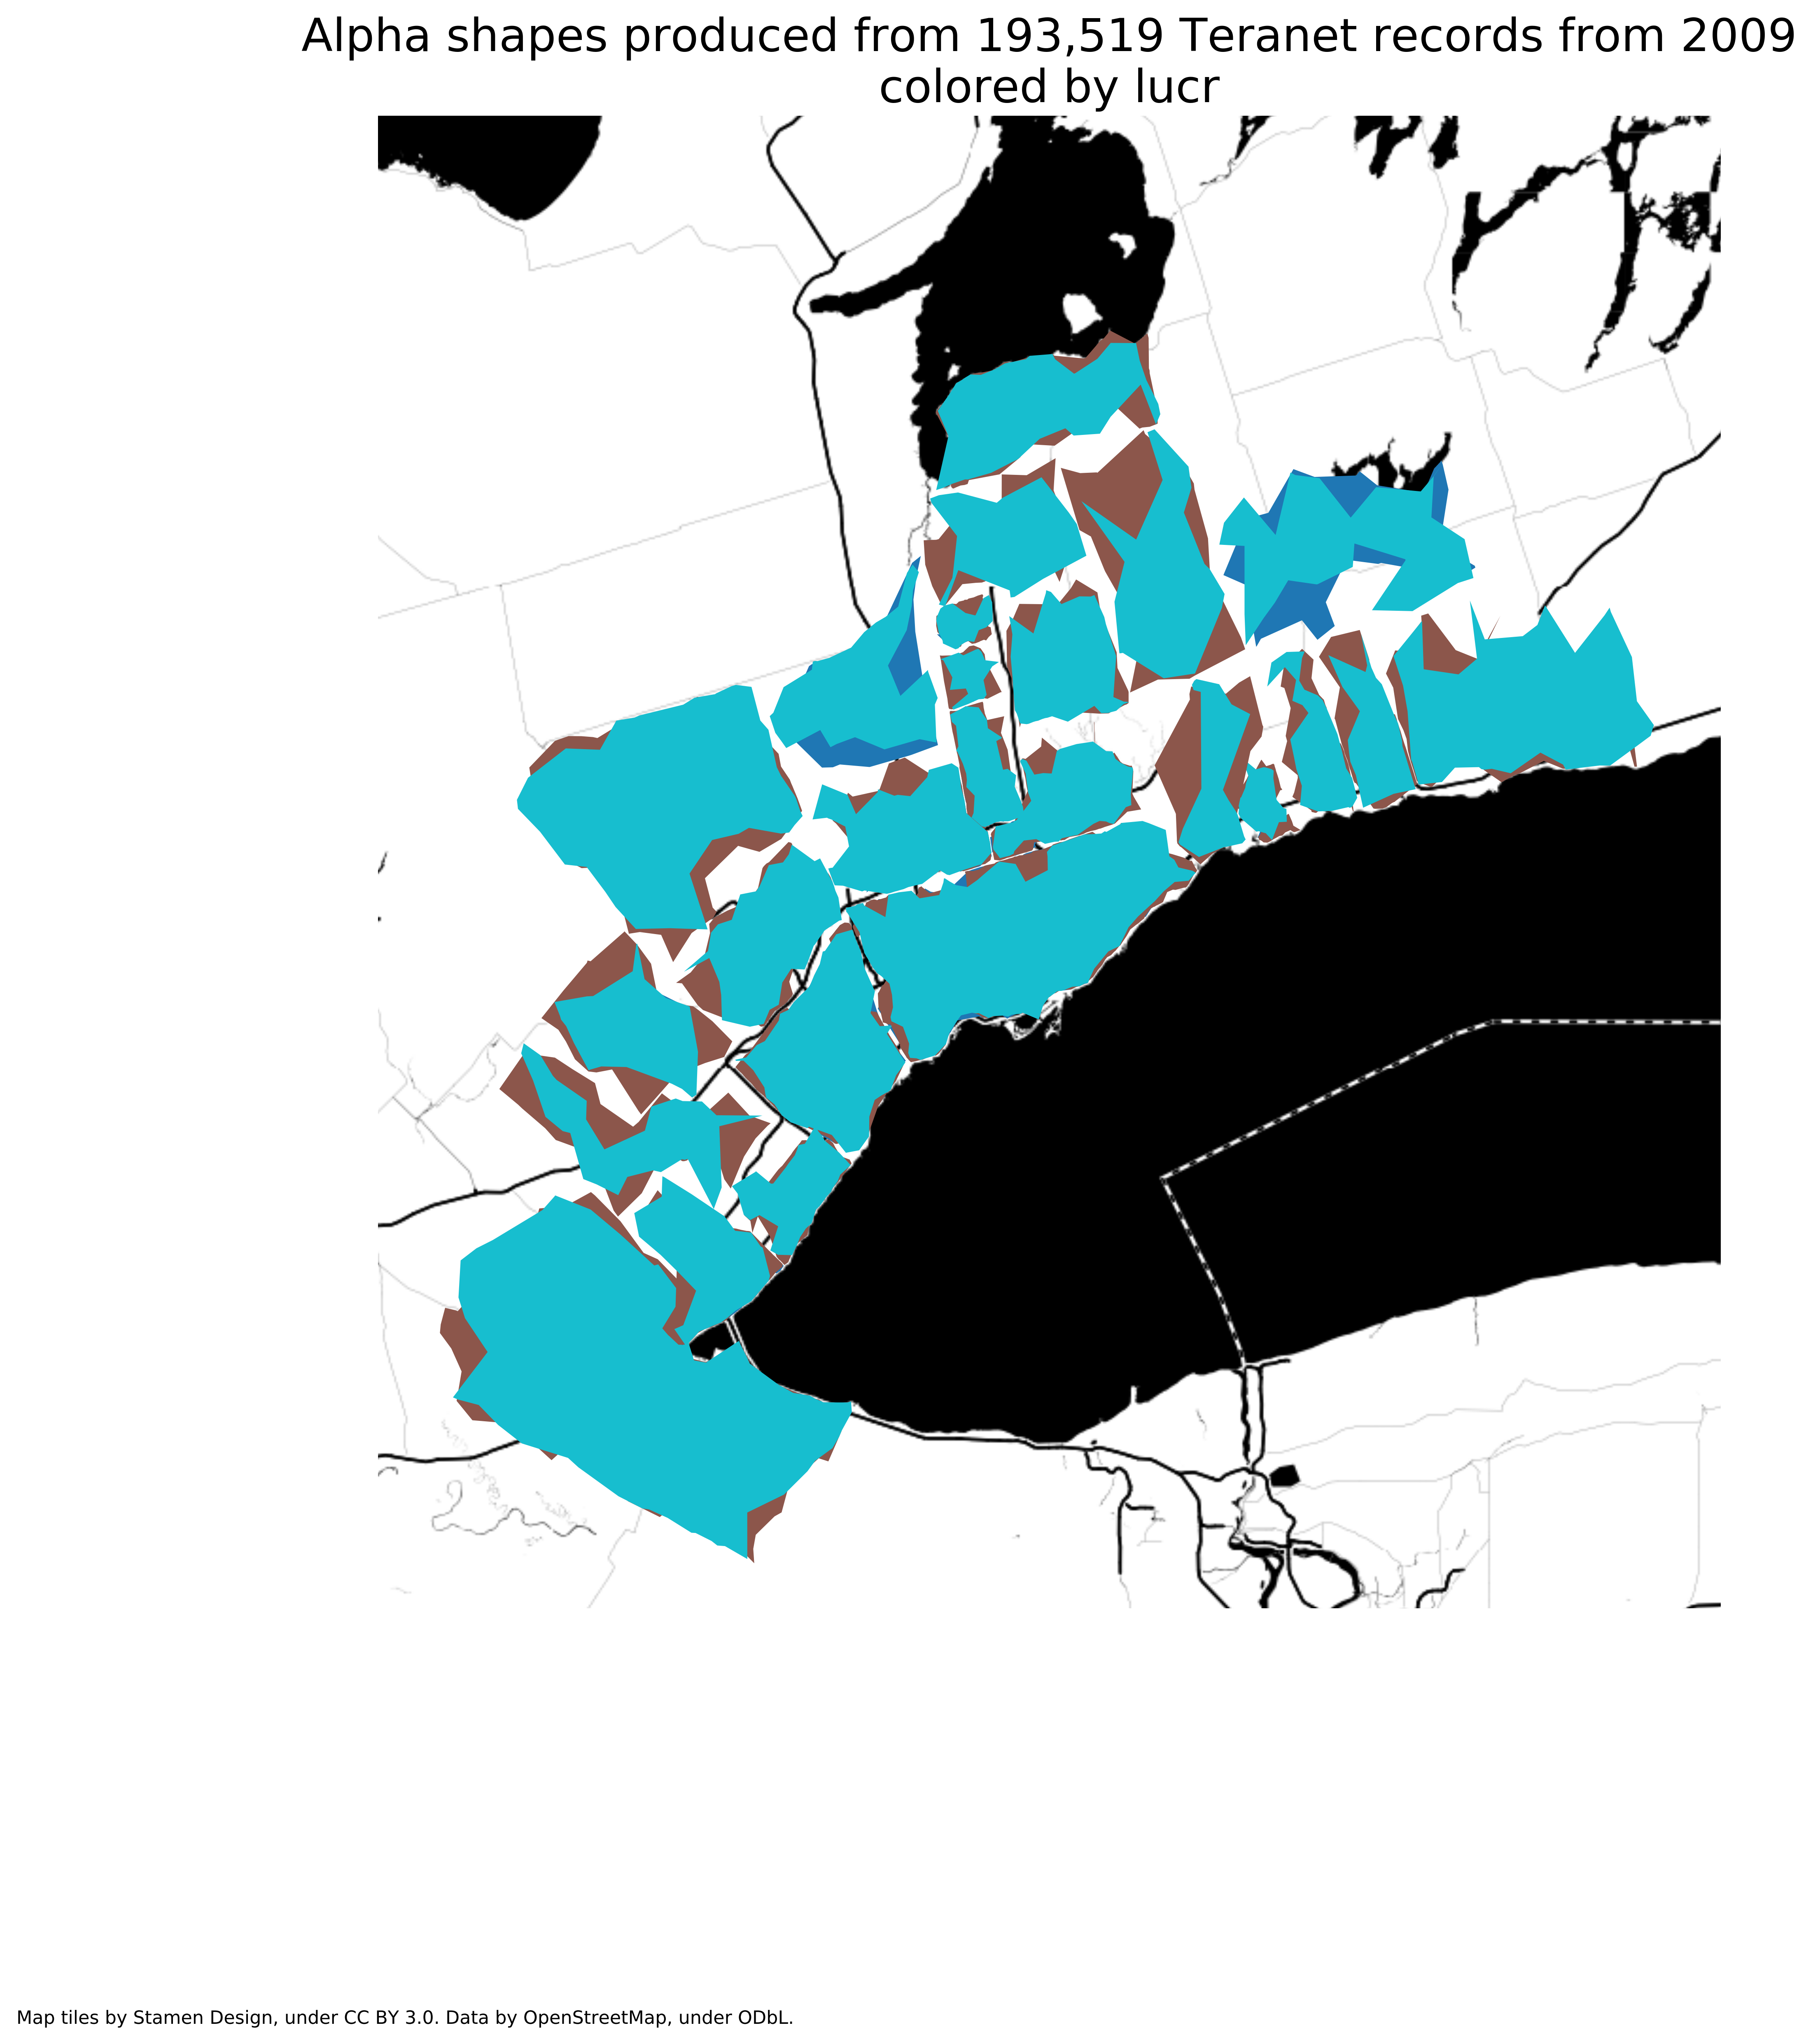 Alpha shapes produced from 193,519 Teranet records from 2009
colored by lucr
Map tiles by Stamen Design, under CC BY 3.0. Data by OpenStreetMap, under ODbL.